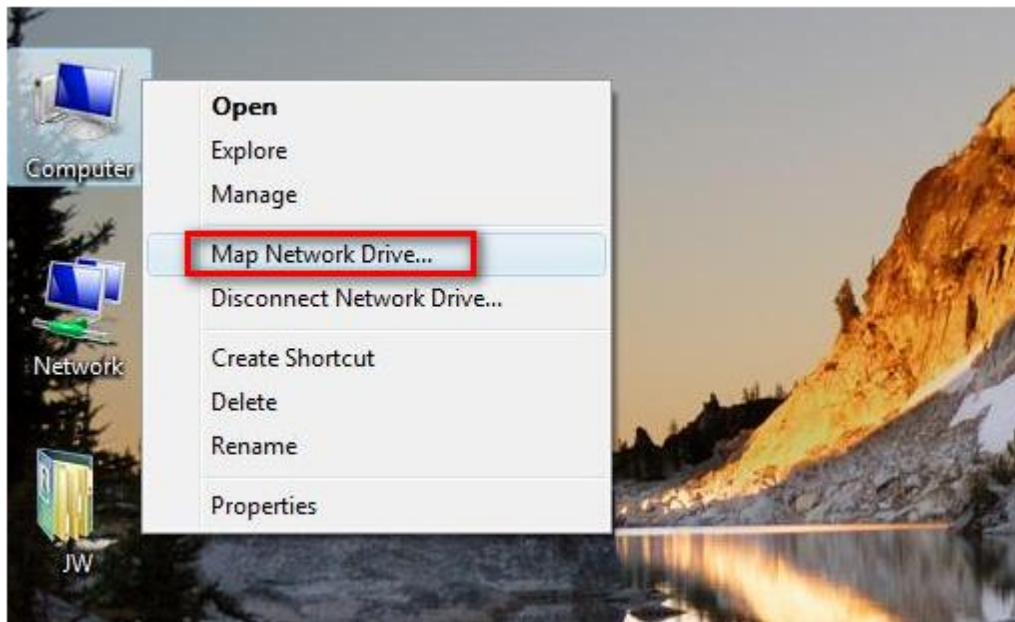 Computer
Open
Explore
Manage
Map Network Drive...
Disconnect Network Drive...
Network
Create Shortcut
Delete
Rename
Properties
JW